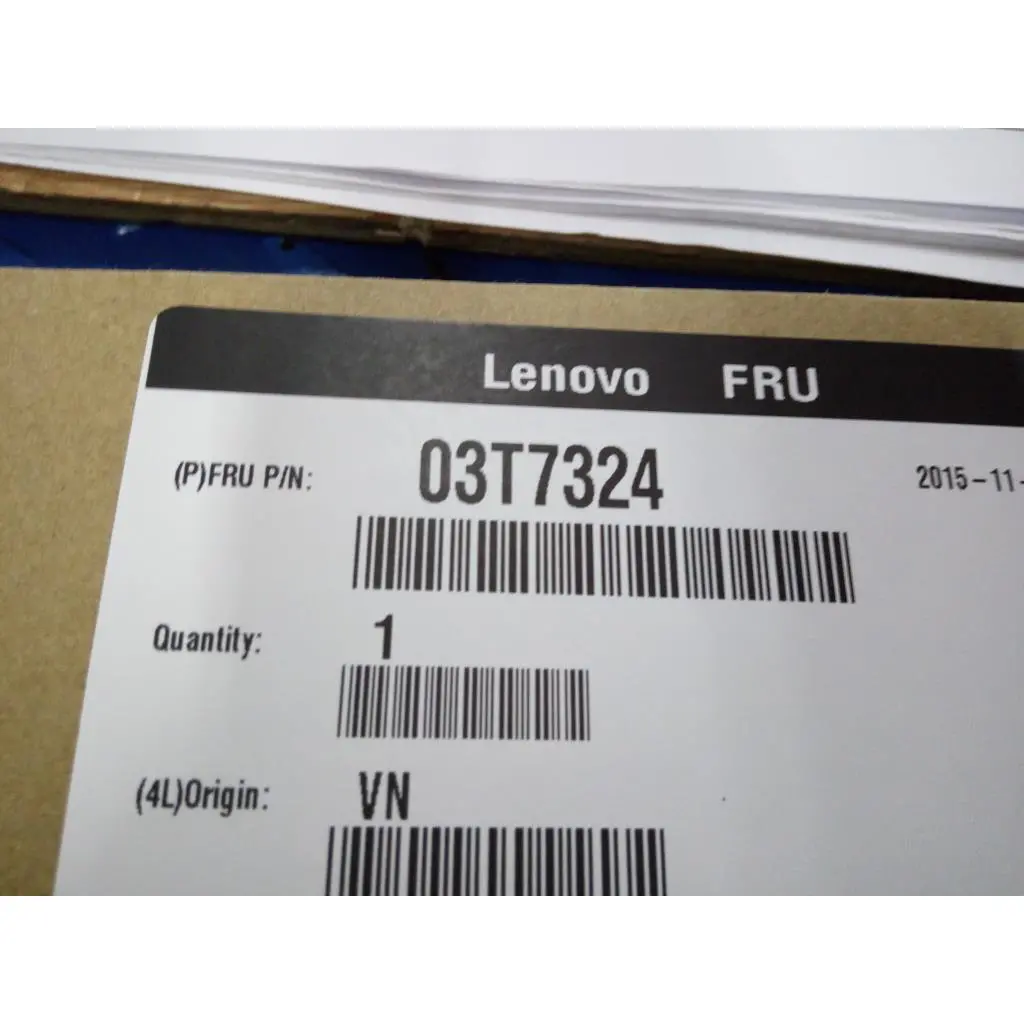 Lenovo FRU
(P)FRU P/N: 03T7324 2015-11-
Quantity: 1
(4L)Origin: VN